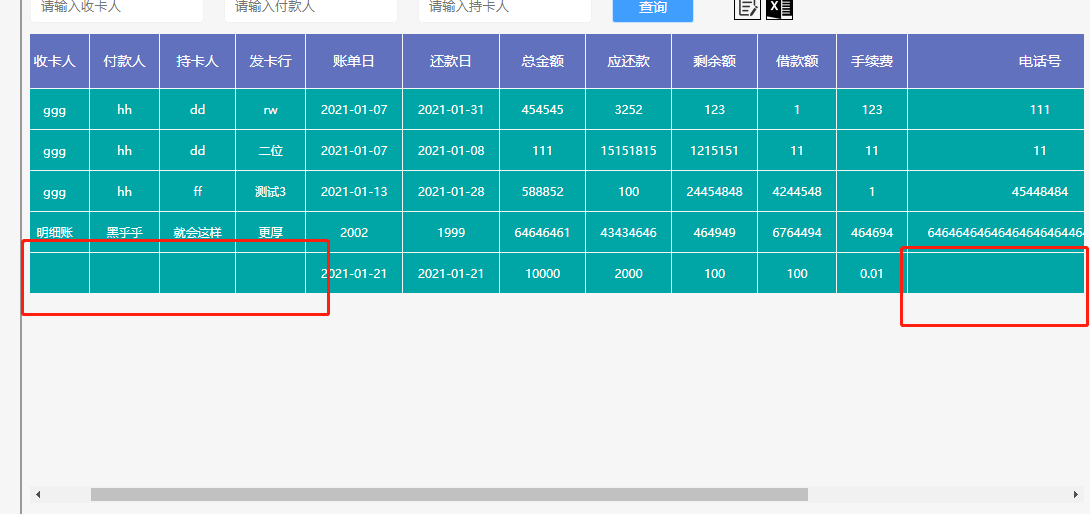 请输入收卡人 请输入付款人 请输入持卡人 查询
收卡人 付款人 持卡人 发卡行 账单日 还款日 总金额 应还款 剩余额 借款额 手续费 电话号
ggg hh dd rw 2021-01-07 2021-01-31 454545 3252 123 1 123 111
ggg hh dd 二位 2021-01-07 2021-01-08 111 15151815 1215151 11 11 11
ggg hh ff 测试3 2021-01-13 2021-01-28 588852 100 24454848 4244548 1 45448484
明细账 黑乎乎 就会这样 更厚 2002 1999 64646461 43434646 464949 6764494 464694
2021-01-21 2021-01-21 10000 2000 100 100 0.01